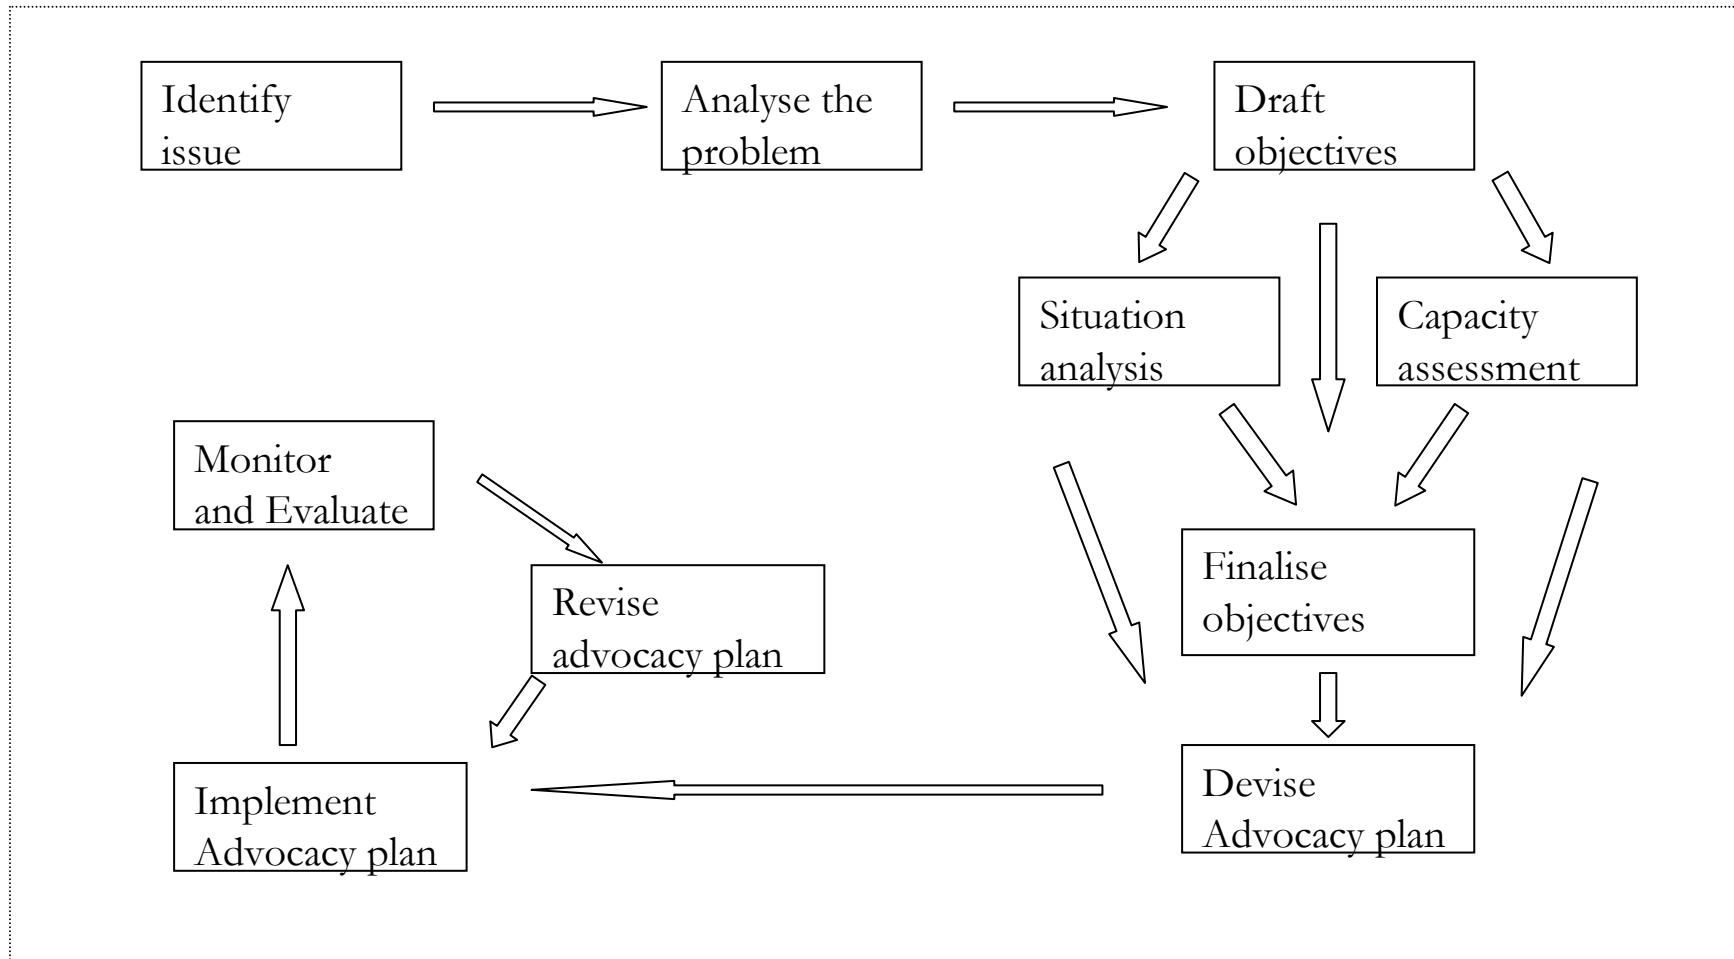 Identify
issue
Analyse the
problem
Draft
objectives
Situation
analysis
Capacity
assessment
Monitor
and Evaluate
Revise
advocacy plan
Finalise
objectives
Implement
Advocacy plan
Devise
Advocacy plan